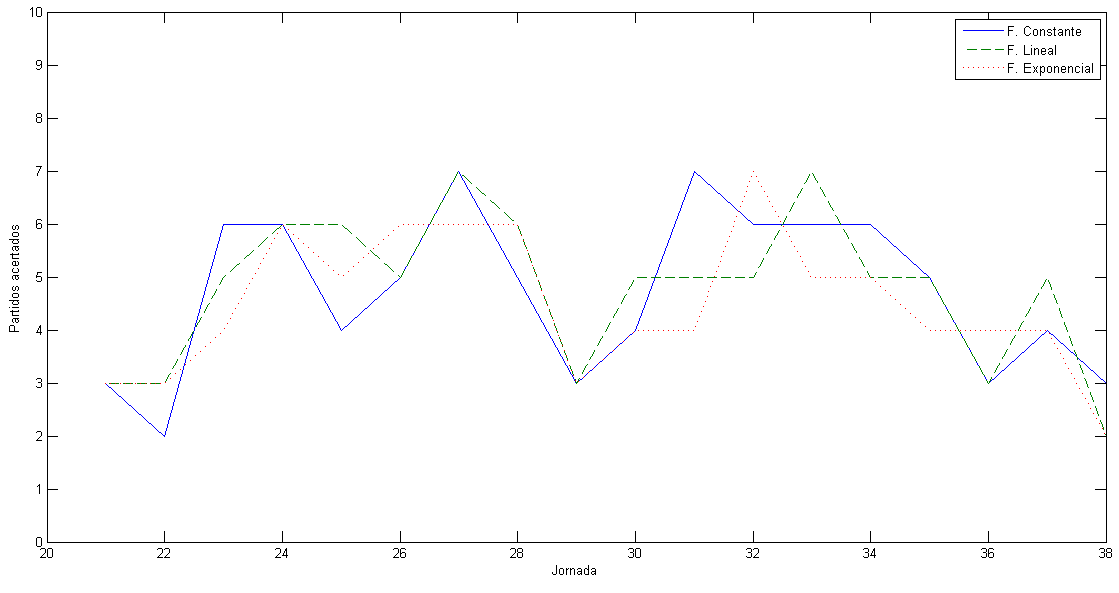 10
9
8
7
6
5
4
3
2
1
0
Partidos acertados
F. Constante
F. Lineal
F. Exponencial
20 22 24 26 28 30 32 34 36 38
Jornada